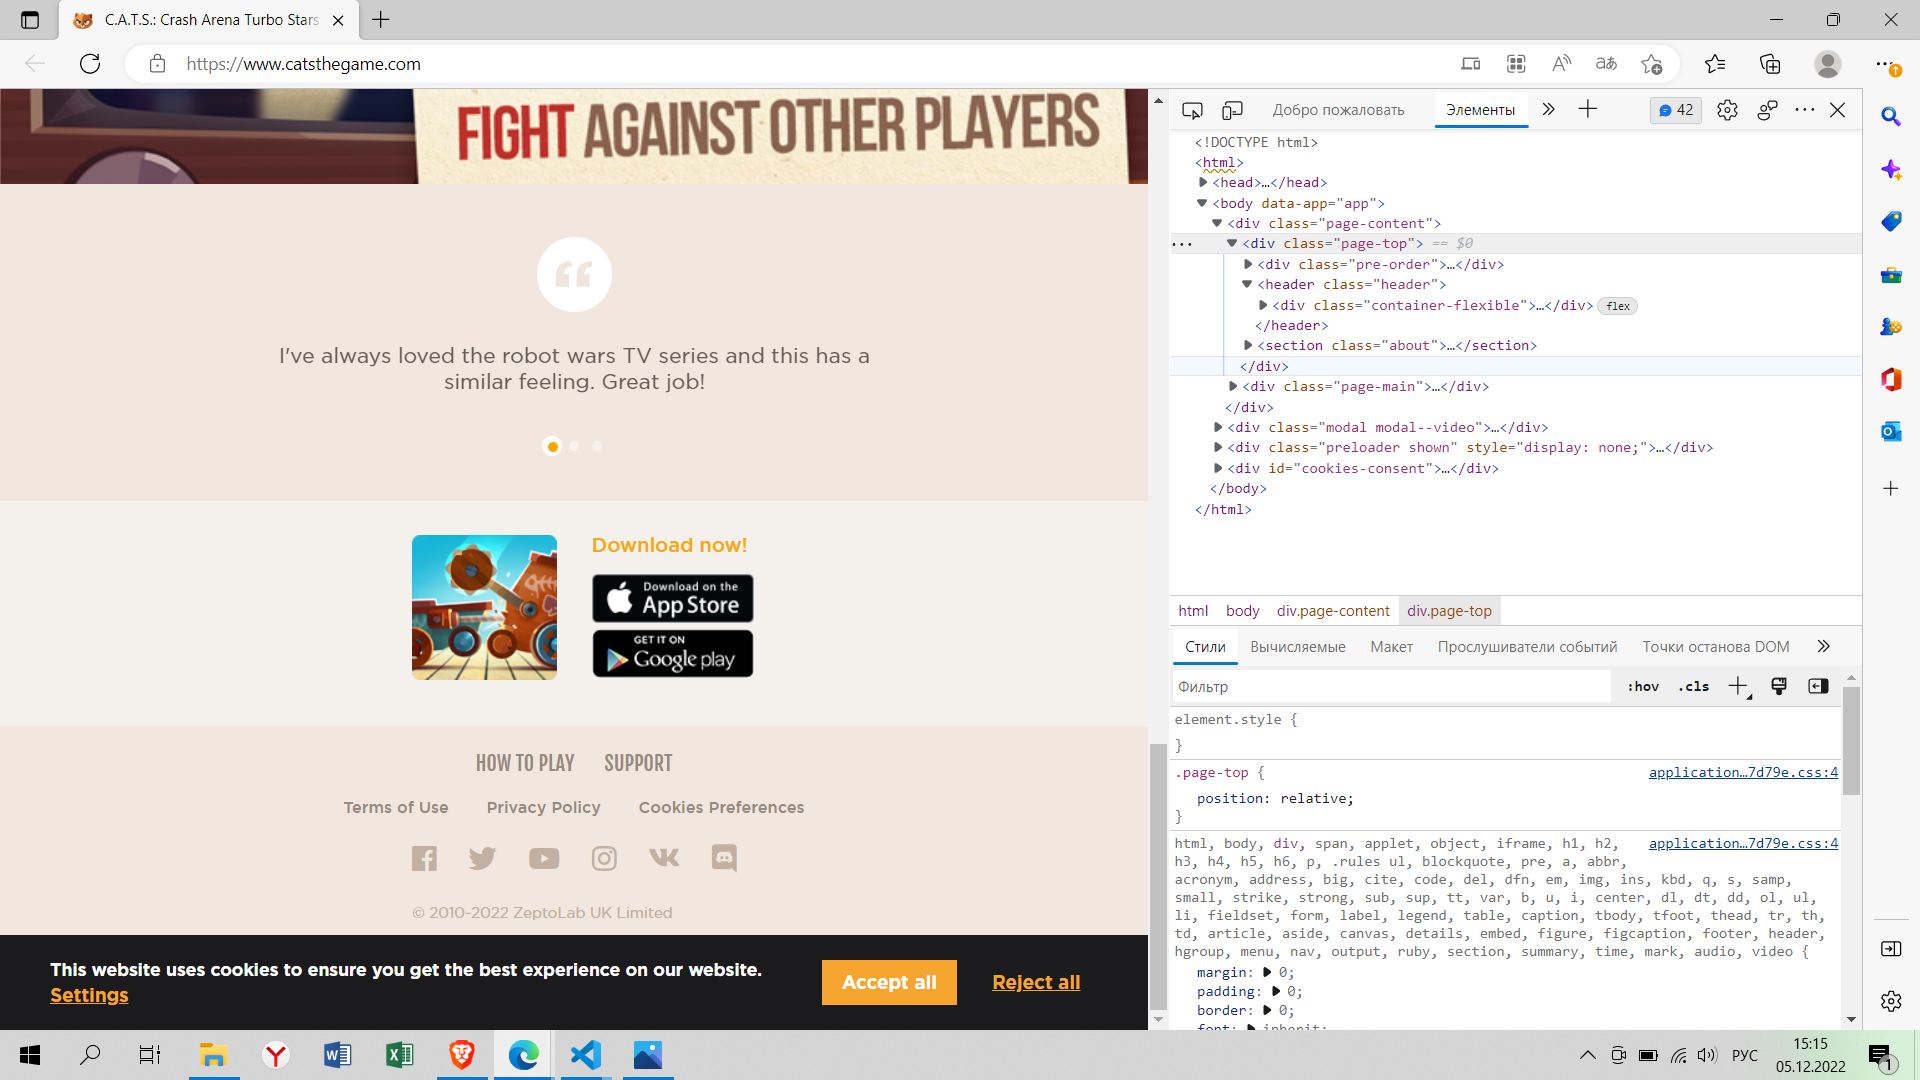 C.A.T.S.: Crash Arena Turbo Stars
https://www.catsthegame.com
FIGHT AGAINST OTHER PLAYERS
I've always loved the robot wars TV series and this has a
similar feeling. Great job!
Download now!
Download on the
App Store
GET IT ON
Google play
HOW TO PLAY SUPPORT
Terms of Use Privacy Policy Cookies Preferences
© 2010-2022 ZeptoLab UK Limited
This website uses cookies to ensure you get the best experience on our website.
Settings
Accept all
Reject all
Добро пожаловать Элементы 42
<!DOCTYPE html>
<html>
<head>…</head>
<body data-app="app">
<div class="page-content">
<div class="page-top"> == $0
<div class="pre-order">…</div>
<header class="header">
<div class="container-flexible">…</div> flex
</header>
<section class="about">…</section>
</div>
<div class="page-main">…</div>
</div>
<div class="modal modal--video">…</div>
<div class="preloader shown" style="display: none;">…</div>
<div id="cookies-consent">…</div>
</body>
</html>
html body div.page-content div.page-top
Стили Вычисляемые Макет Прослушиватели событий Точки останова DOM
Фильтр :hov .cls
element.style {
}
.page-top { application…7d79e.css:4
position: relative;
}
html, body, div, span, applet, object, iframe, h1, h2, application…7d79e.css:4
h3, h4, h5, h6, p, .rules ul, blockquote, pre, a, abbr,
acronym, address, big, cite, code, del, dfn, em, img, ins, kbd, q, s, samp,
small, strike, strong, sub, sup, tt, var, b, u, i, center, dl, dt, dd, ol, ul,
li, fieldset, form, label, legend, table, caption, tbody, tfoot, thead, tr, th,
td, article, aside, canvas, details, embed, figure, figcaption, footer, header,
hgroup, menu, nav, output, ruby, section, summary, time, mark, audio, video {
margin: 0;
padding: 0;
border: 0;
font: inherit;
РУС
15:15
05.12.2022
1